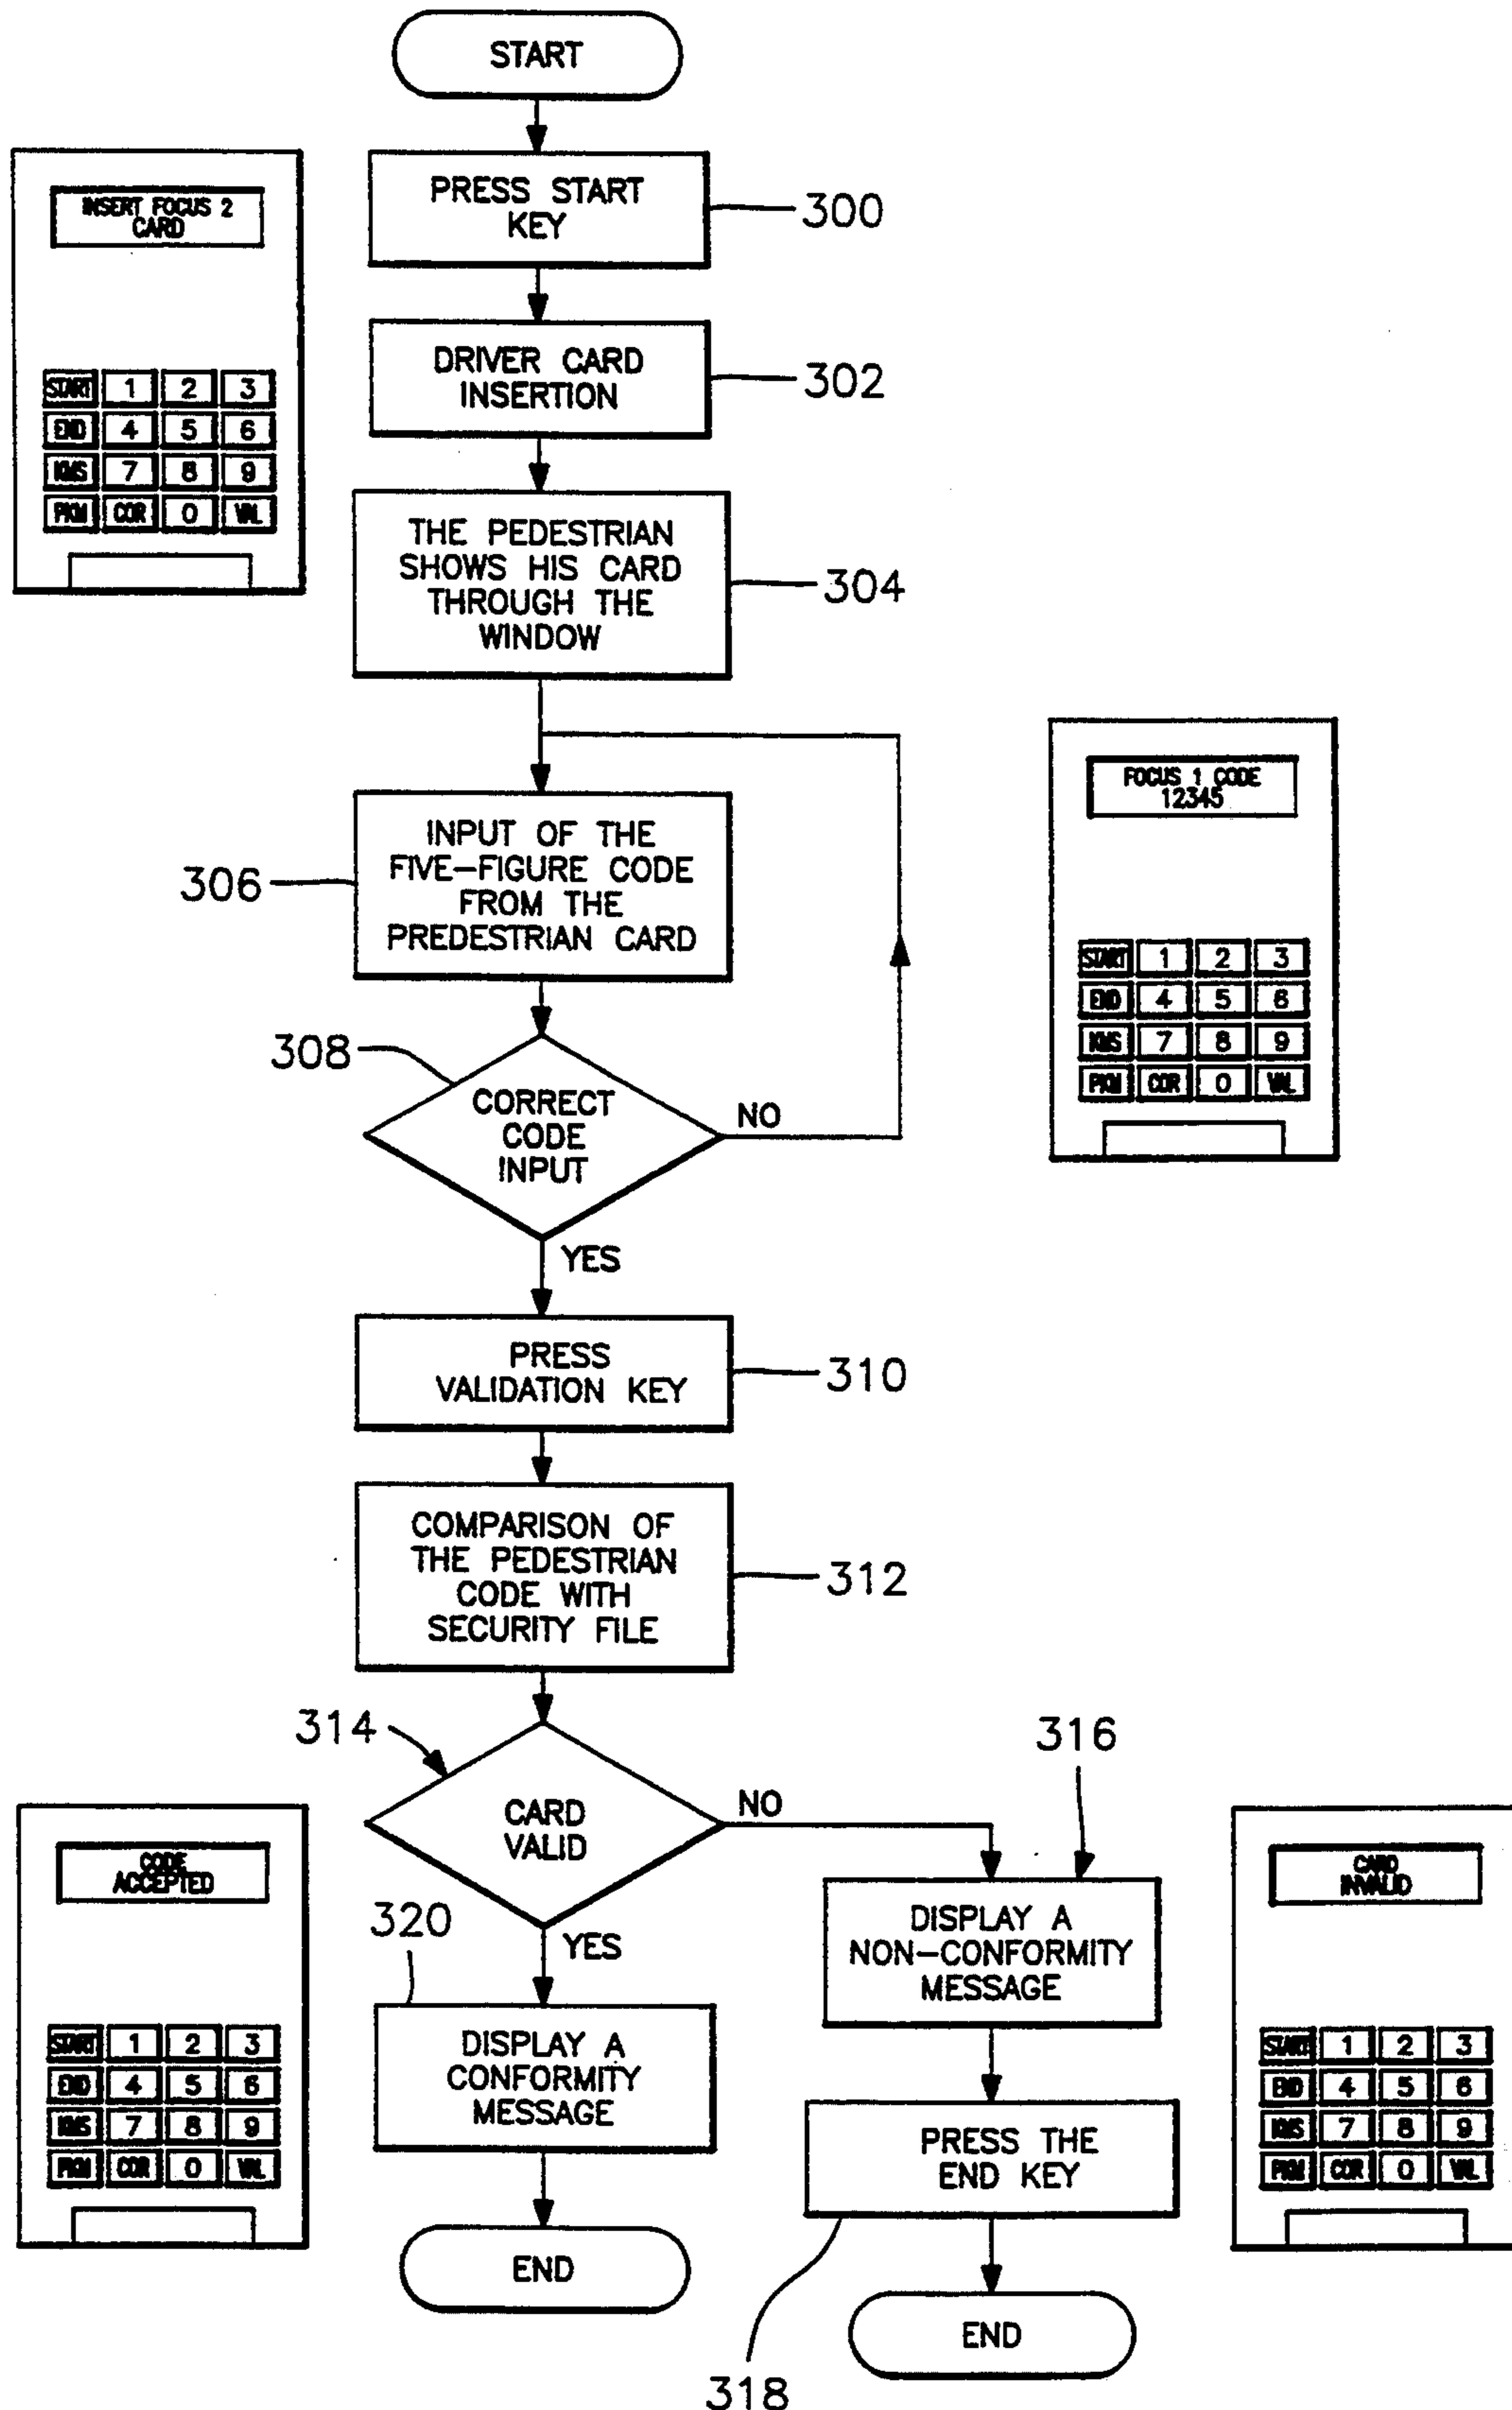 START
PRESS START
KEY
300
INSERT FOCUS 2
CARD
START 1 2 3
END 4 5 6
KMS 7 8 9
PKM COR 0 VAL
DRIVER CARD
INSERTION
302
THE PEDESTRIAN
SHOWS HIS CARD
THROUGH THE
WINDOW
304
INPUT OF THE
FIVE-FIGURE CODE
FROM THE
PREDESTRIAN CARD
306
FOCUS 1 CODE
12345
START 1 2 3
END 4 5 6
KMS 7 8 9
PKM COR 0 VAL
308
CORRECT
CODE
INPUT
NO
YES
PRESS
VALIDATION KEY
310
COMPARISON OF
THE PEDESTRIAN
CODE WITH
SECURITY FILE
312
314
CARD
VALID
NO
YES
316
DISPLAY A
NON-CONFORMITY
MESSAGE
CARD
INVALID
START 1 2 3
END 4 5 6
KMS 7 8 9
PKM COR 0 VAL
CODE
ACCEPTED
START 1 2 3
END 4 5 6
KMS 7 8 9
PKM COR 0 VAL
320
DISPLAY A
CONFORMITY
MESSAGE
END
PRESS THE
END KEY
318
END